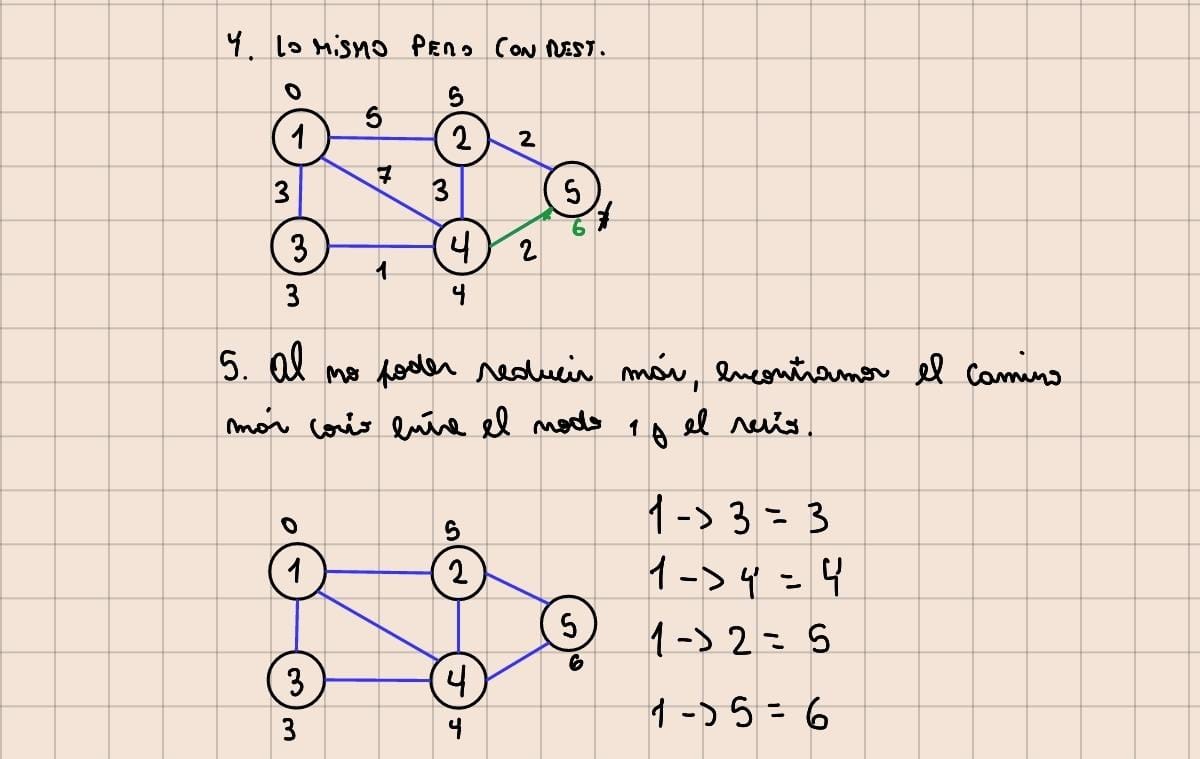 4. LO MISMO PERO CON REST.
0 5
1 5 2 2
3 7 3 5
6 7
3 1 4 2
3 4
5. Al no poder reducir más, encontramos el camino
más corto entre el nodo 1 y el resto.
0 5
1 2
5
6
3 4
3 4
1 -> 3 = 3
1 -> 4 = 4
1 -> 2 = 5
1 -> 5 = 6